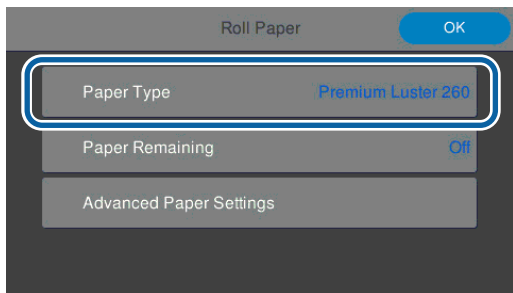 Roll Paper OK
Paper Type Premium Luster 260
Paper Remaining Off
Advanced Paper Settings